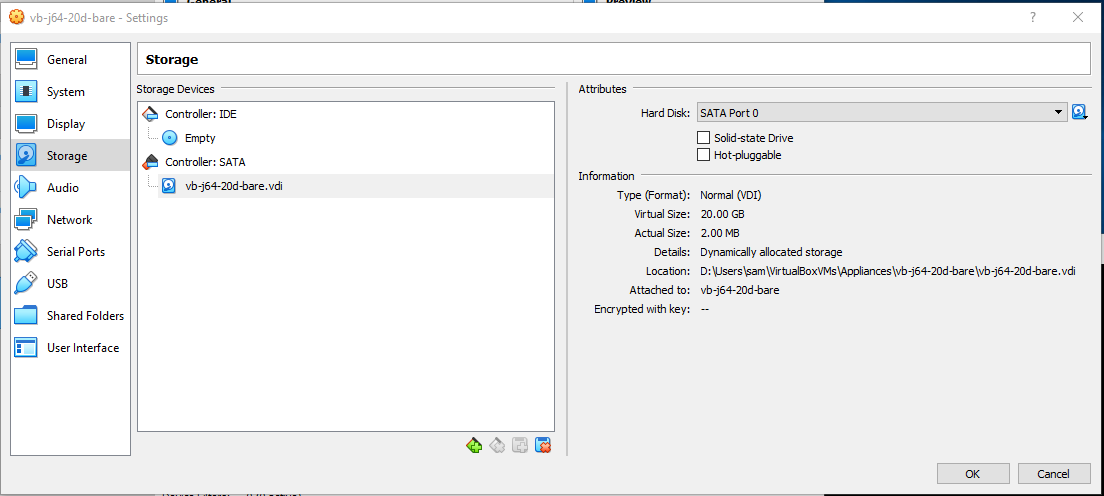 General
Preview
vb-j64-20d-bare - Settings
?
General
System
Display
Storage
Audio
Network
Serial Ports
USB
Shared Folders
User Interface
Storage
Storage Devices
Controller: IDE
Empty
Controller: SATA
vb-j64-20d-bare.vdi
Attributes
Hard Disk: SATA Port 0
Solid-state Drive
Hot-pluggable
Information
Type (Format): Normal (VDI)
Virtual Size: 20.00 GB
Actual Size: 2.00 MB
Details: Dynamically allocated storage
Location: D:\Users\sam\VirtualBoxVMs\Appliances\vb-j64-20d-bare\vb-j64-20d-bare.vdi
Attached to: vb-j64-20d-bare
Encrypted with key: --
OK Cancel